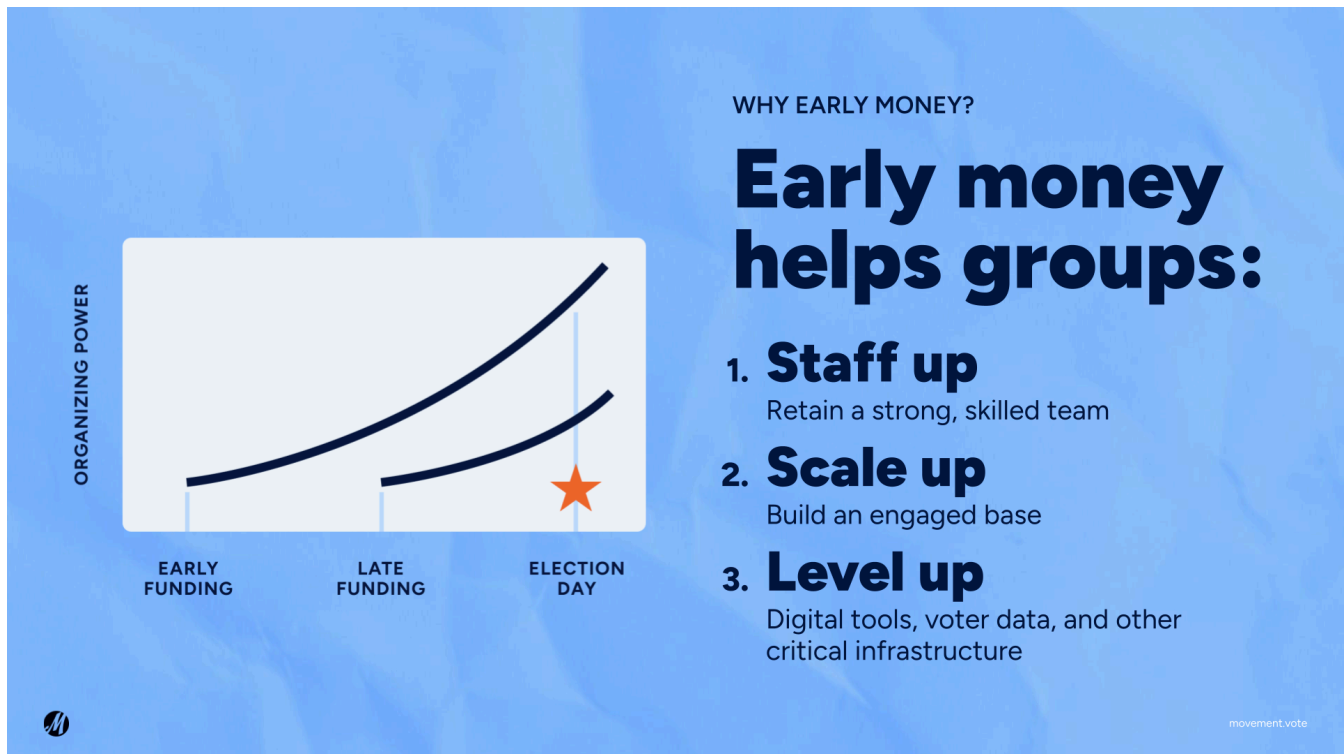 WHY EARLY MONEY?
Early money
helps groups:
1. Staff up
Retain a strong, skilled team
2. Scale up
Build an engaged base
3. Level up
Digital tools, voter data, and other
critical infrastructure
ORGANIZING POWER
EARLY
FUNDING
LATE
FUNDING
ELECTION
DAY
M
movement.vote